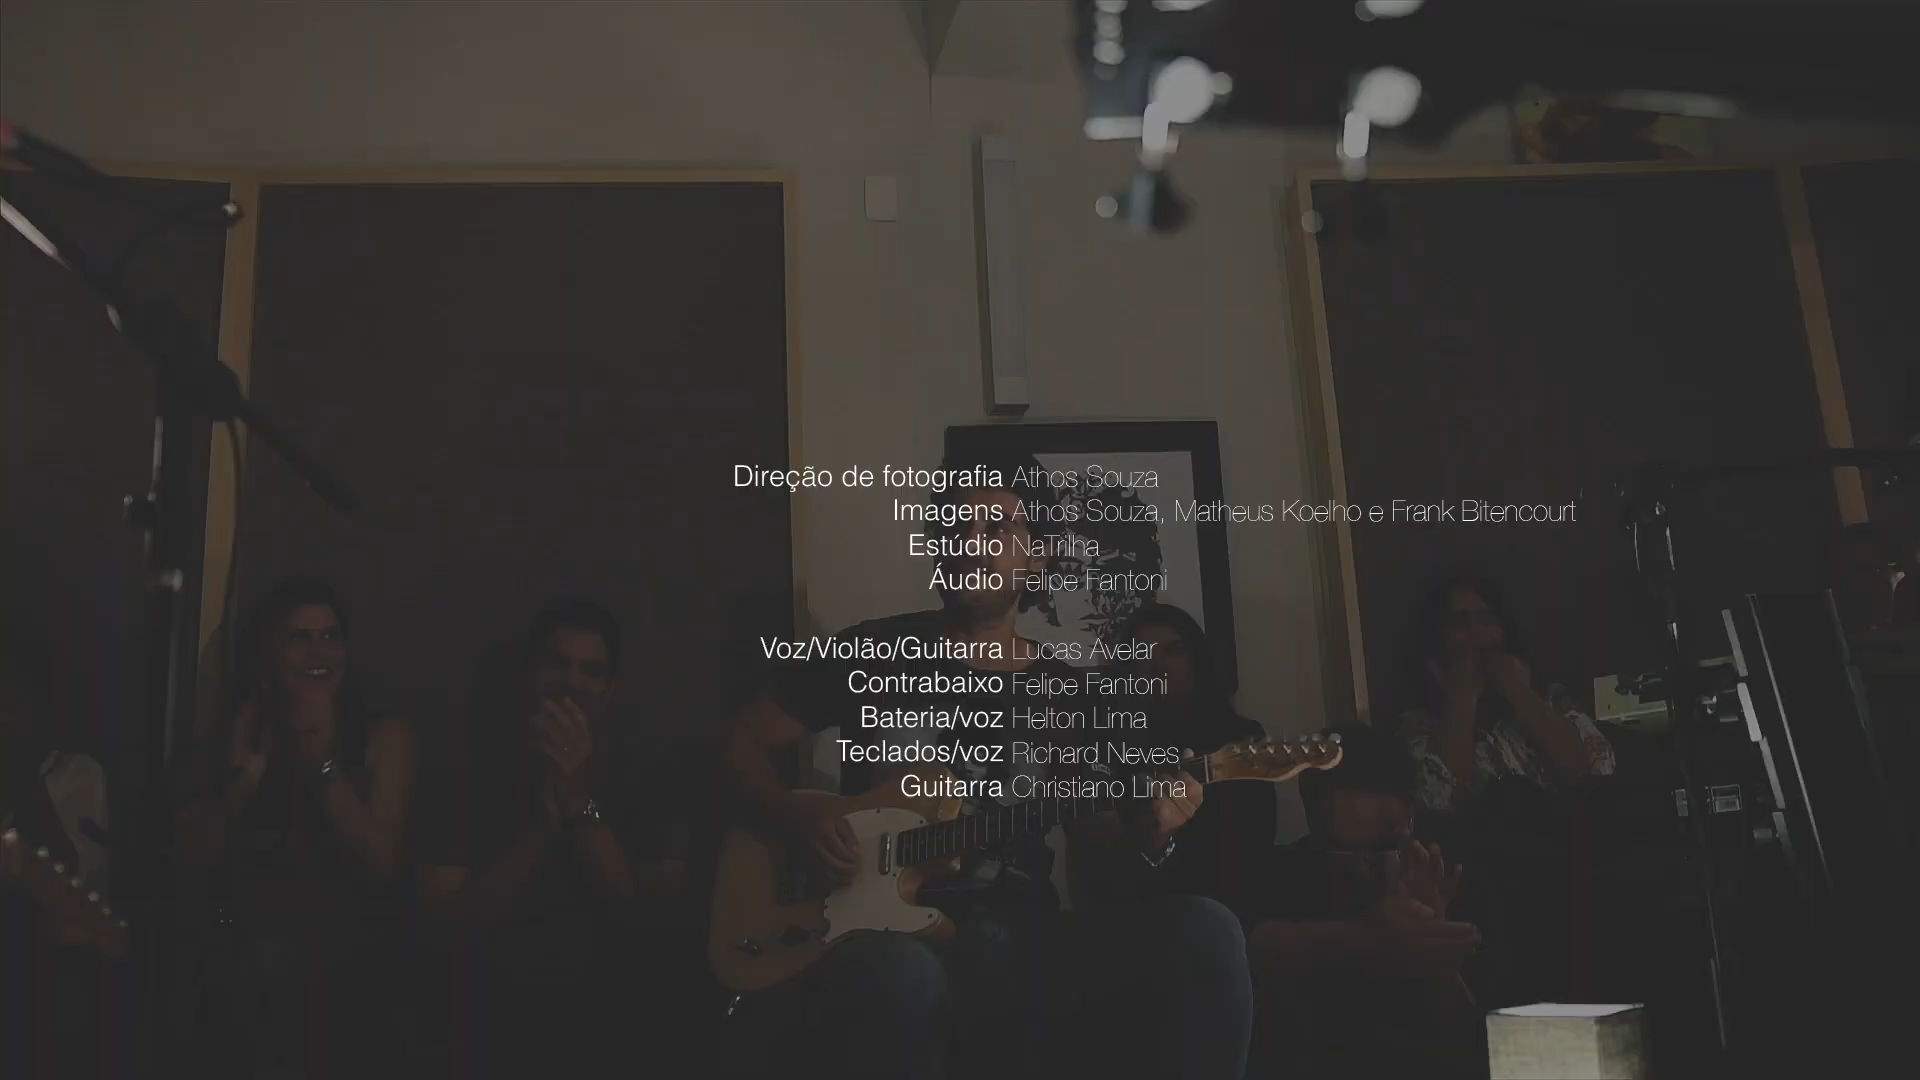 Direção de fotografia Athos Souza
Imagens Athos Souza, Matheus Koelho e Frank Bitencourt
Estúdio NaTrilha
Áudio Felipe Fantoni
Voz/Violão/Guitarra Lucas Avelar
Contrabaixo Felipe Fantoni
Bateria/voz Helton Lima
Teclados/voz Richard Neves
Guitarra Christiano Lima